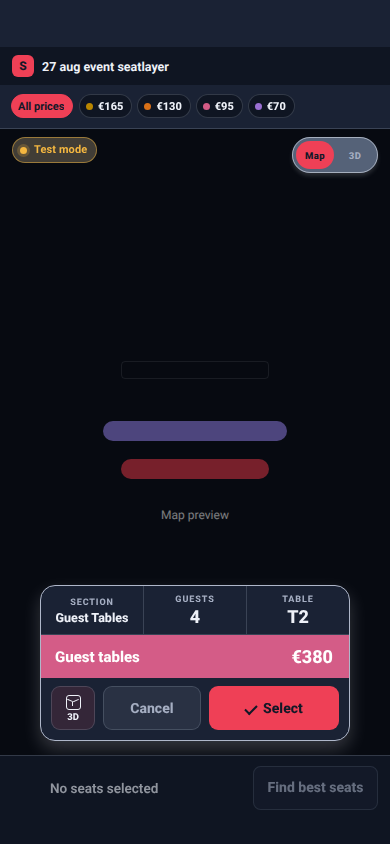 S 27 aug event seatlayer
All prices €165 €130 €95 €70
Test mode
Map 3D
Map preview
SECTION GUESTS TABLE
Guest Tables 4 T2
Guest tables €380
3D Cancel Select
No seats selected Find best seats